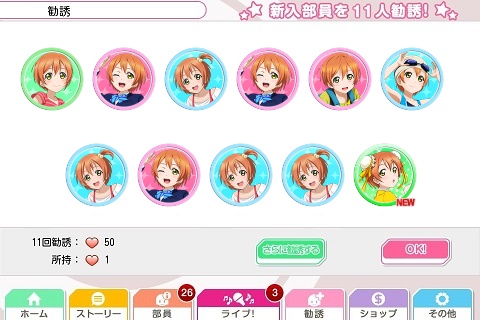 勧誘
新入部員を11人勧誘!
NEW
11回勧誘: 50
所持: 1
さらに勧誘する
OK!
26
3
ホーム
ストーリー
部員
ライブ!
勧誘
ショップ
その他